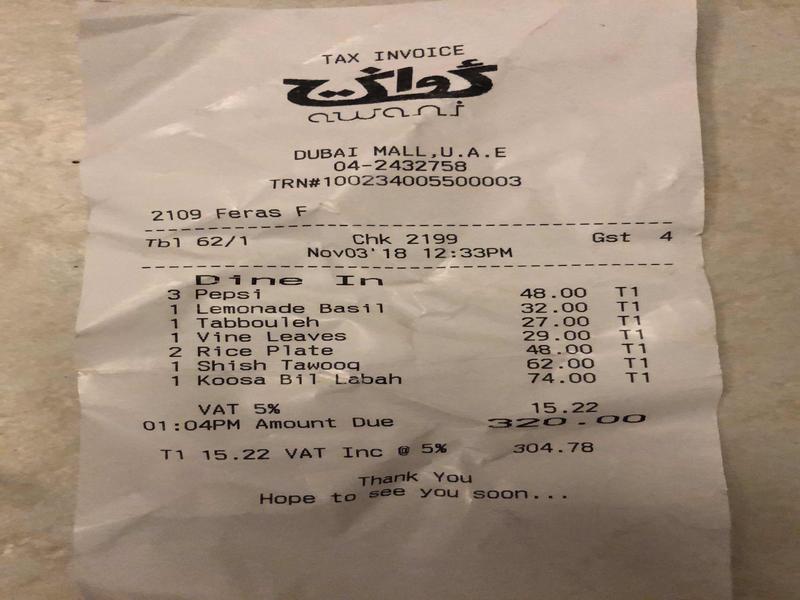 TAX INVOICE
أواني
awani
DUBAI MALL,U.A.E
04-2432758
TRN#100234005500003
2109 Feras F
Tbl 62/1 Chk 2199 Gst 4
Nov03'18 12:33PM
Dine In
3 Pepsi 48.00 T1
1 Lemonade Basil 32.00 T1
1 Tabbouleh 27.00 T1
1 Vine Leaves 29.00 T1
2 Rice Plate 48.00 T1
1 Shish Tawooq 62.00 T1
1 Koosa Bil Labah 74.00 T1
VAT 5% 15.22
01:04PM Amount Due 320.00
T1 15.22 VAT Inc @ 5% 304.78
Thank You
Hope to see you soon...